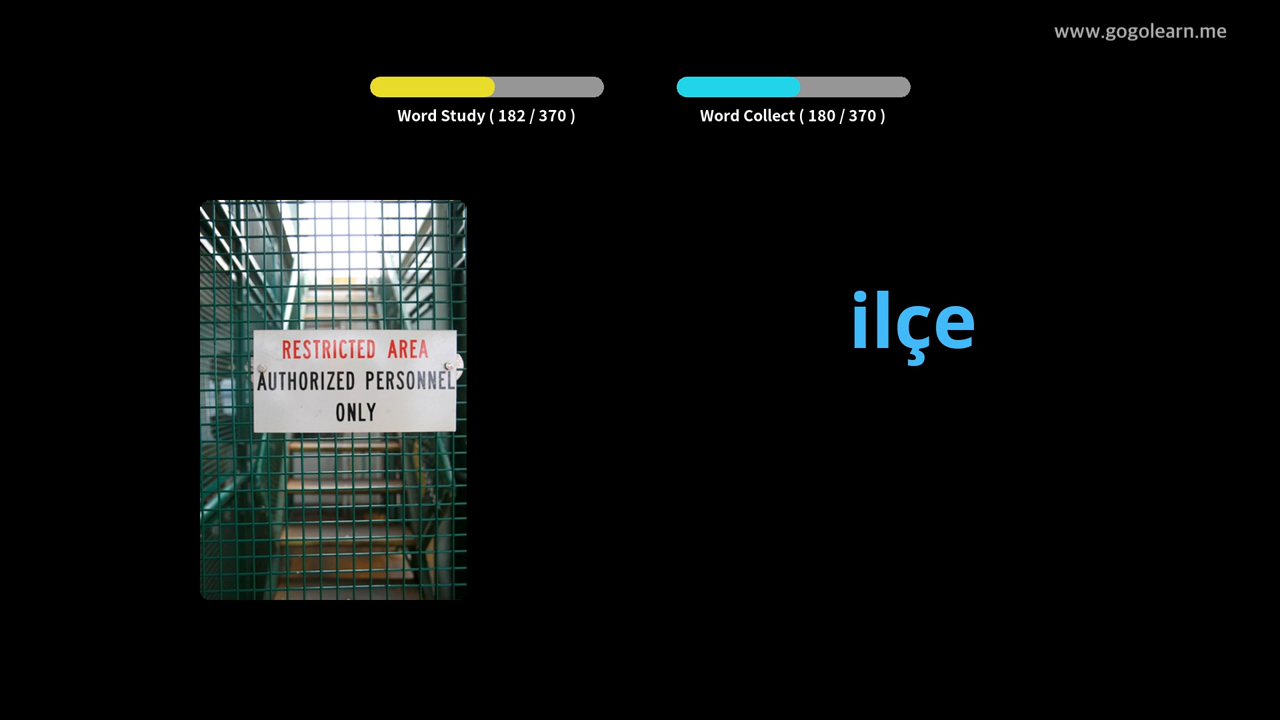 www.gogolearn.me
Word Study ( 182 / 370 )
Word Collect ( 180 / 370 )
RESTRICTED AREA
AUTHORIZED PERSONNEL
ONLY
ilçe